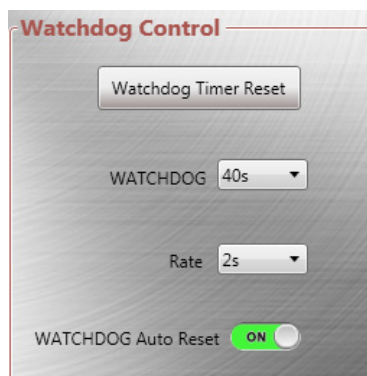 Watchdog Control
Watchdog Timer Reset
WATCHDOG 40s
Rate 2s
WATCHDOG Auto Reset ON